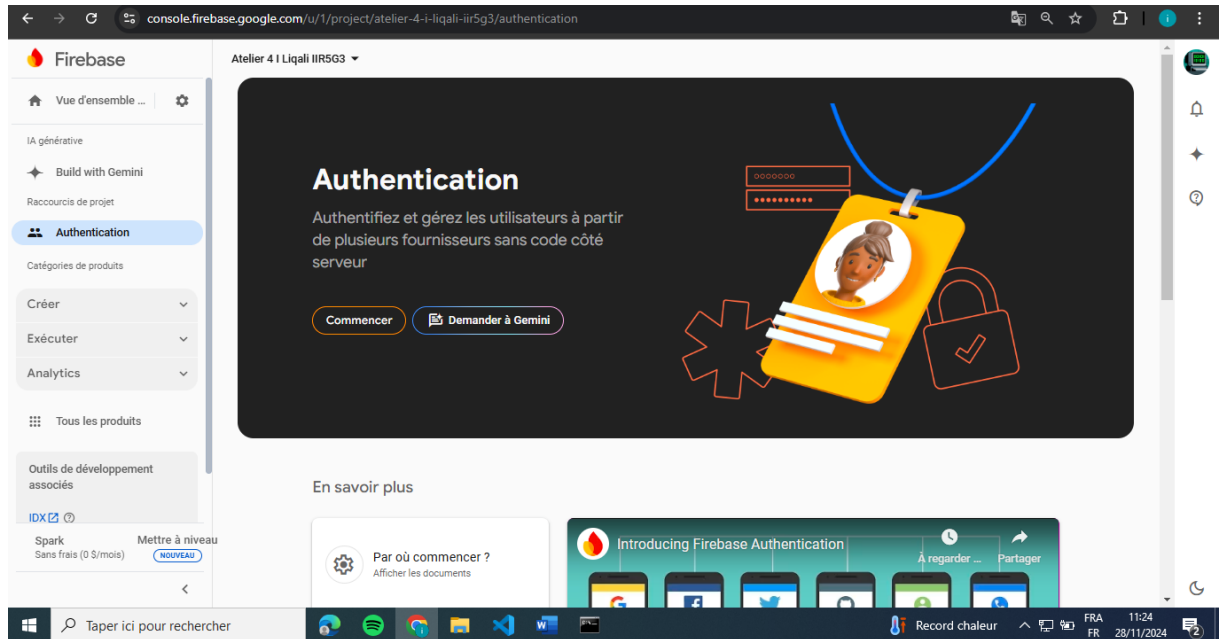 console.firebase.google.com/u/1/project/atelier-4-i-liqali-iir5g3/authentication
i
Firebase
Vue d'ensemble ...
IA générative
Build with Gemini
Raccourcis de projet
Authentication
Catégories de produits
Créer
Exécuter
Analytics
Tous les produits
Outils de développement
associés
IDX
Spark
Sans frais (0 $/mois)
Mettre à niveau
NOUVEAU
Atelier 4 I Liqali IIR5G3
Authentication
Authentifiez et gérez les utilisateurs à partir
de plusieurs fournisseurs sans code côté
serveur
Commencer
Demander à Gemini
En savoir plus
Par où commencer ?
Afficher les documents
Introducing Firebase Authentication
À regarder ...
Partager
Taper ici pour rechercher
Record chaleur
FRA
FR
11:24
28/11/2024
2